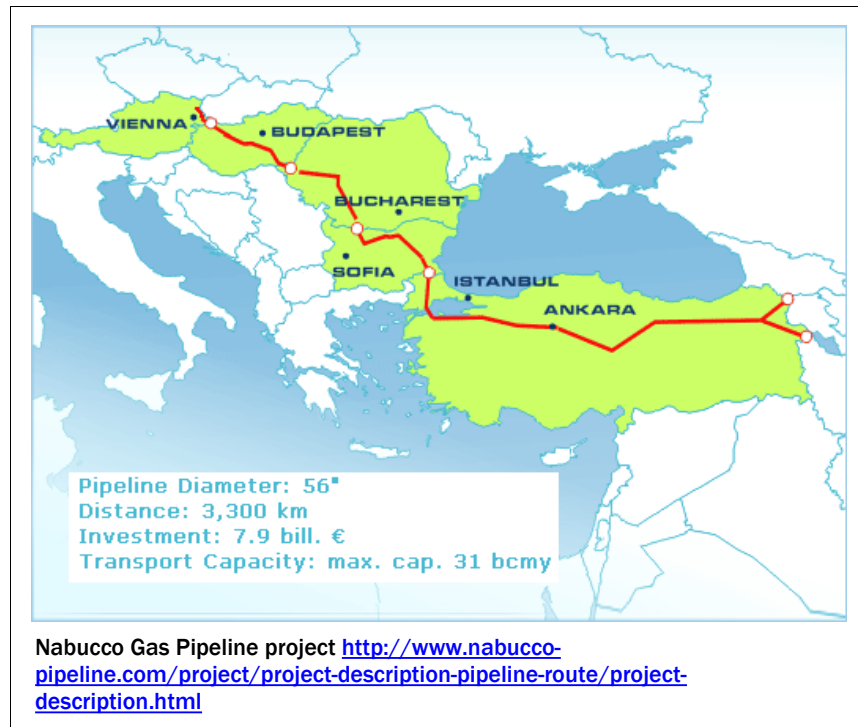 VIENNA
BUDAPEST
BUCHAREST
SOFIA
ISTANBUL
ANKARA
Pipeline Diameter: 56"
Distance: 3,300 km
Investment: 7.9 bill. €
Transport Capacity: max. cap. 31 bcmy
Nabucco Gas Pipeline project http://www.nabucco-
pipeline.com/project/project-description-pipeline-route/project-
description.html